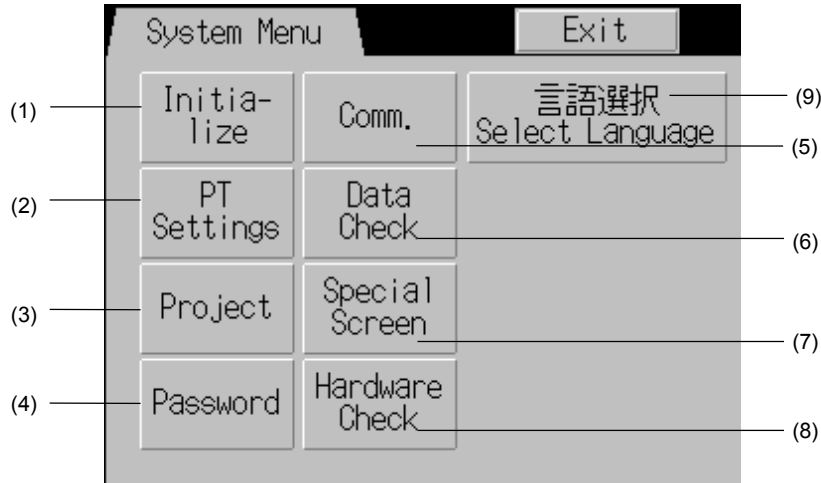 System Menu
Exit
(1)
Initia-
lize
Comm.
言語選択
Select Language
(9)
(5)
(2)
PT
Settings
Data
Check
(6)
(3)
Project
Special
Screen
(7)
(4)
Password
Hardware
Check
(8)